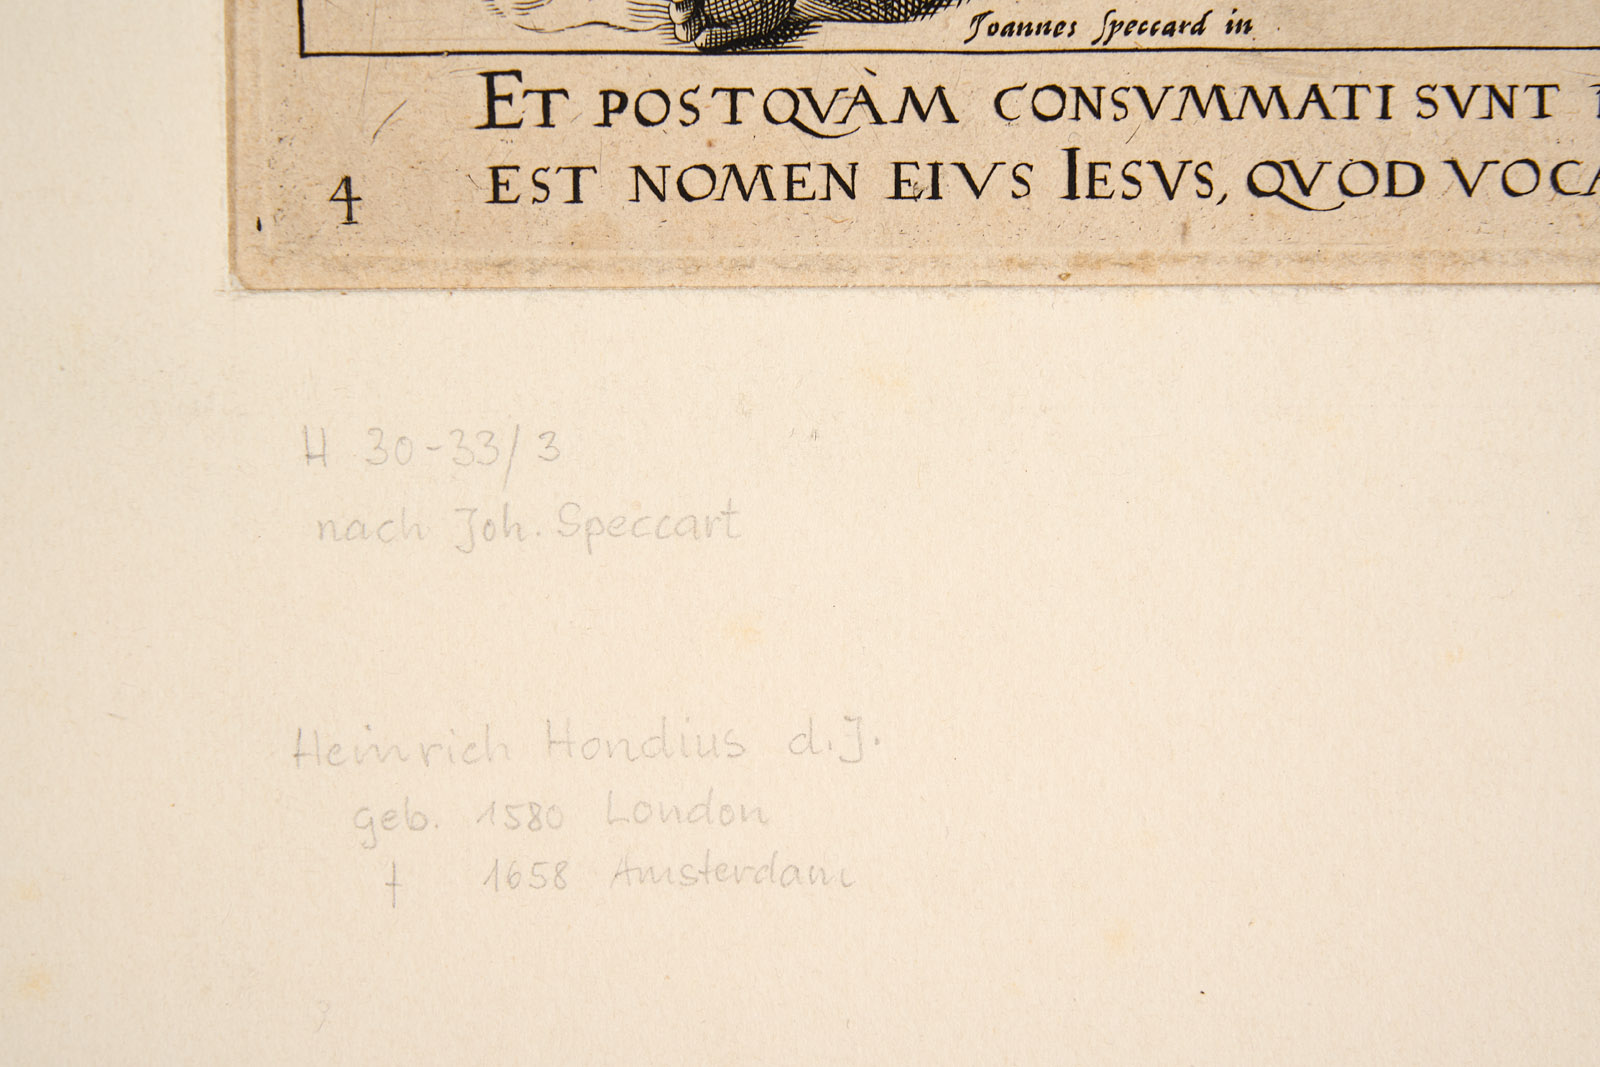 Joannes Speccard in
ET POSTQVÀM CONSVMMATI SVNT
EST NOMEN EIVS IESVS, QVOD VOCA
4
H 30-33/3
nach Joh. Speccart
Heinrich Hondius d.J.
geb. 1580 London
† 1658 Amsterdam